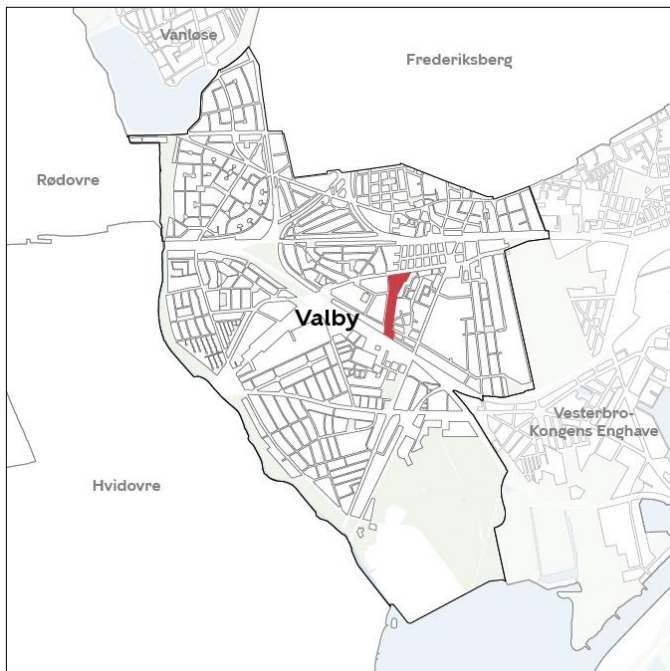 Vanløse
Frederiksberg
Rødovre
Valby
Vesterbro-
Kongens Enghave
Hvidovre